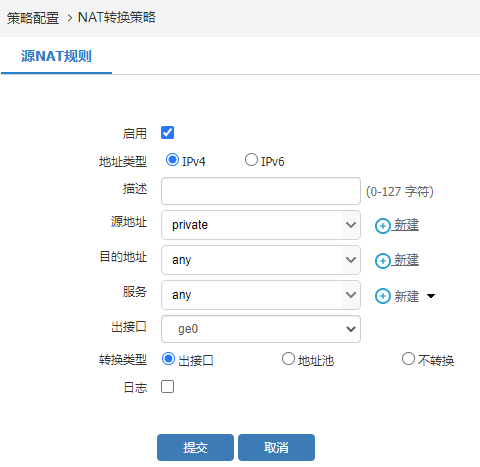 策略配置 > NAT转换策略
源NAT规则
启用
地址类型 IPv4 IPv6
描述 (0-127 字符)
源地址 private 新建
目的地址 any 新建
服务 any 新建
出接口 ge0
转换类型 出接口 地址池 不转换
日志
提交 取消